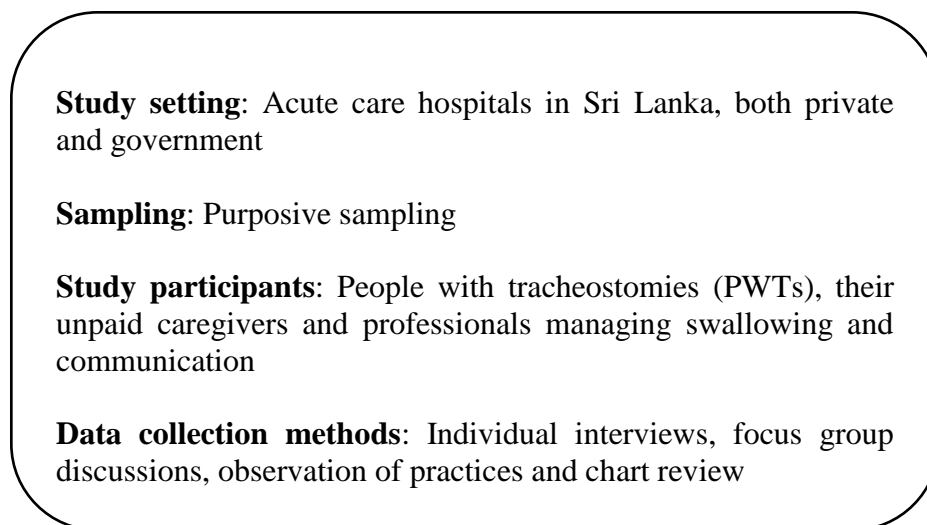 Study setting: Acute care hospitals in Sri Lanka, both private
and government
Sampling: Purposive sampling
Study participants: People with tracheostomies (PWTs), their
unpaid caregivers and professionals managing swallowing and
communication
Data collection methods: Individual interviews, focus group
discussions, observation of practices and chart review